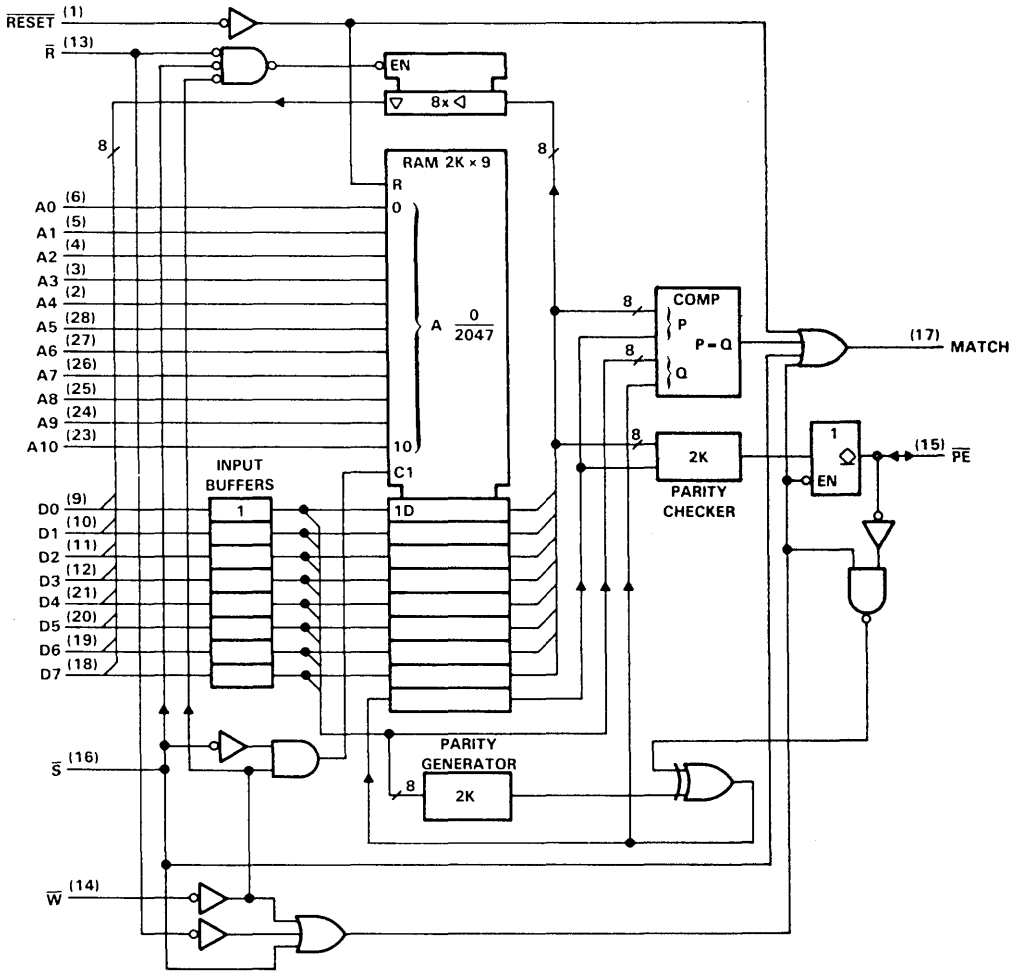 R̅E̅S̅E̅T̅ (1)
R̅ (13)
EN
▽ 8x ◁
8
8
RAM 2K × 9
R
A0 (6)
0
A1 (5)
A2 (4)
A3 (3)
A4 (2)
A5 (28)
A6 (27)
A7 (26)
A8 (25)
A9 (24)
A10 (23)
10
A 0/2047
C1
8
COMP
P
P = Q
8
Q
(17)
MATCH
8
2K
PARITY
CHECKER
1
EN
(15)
P̅E̅
INPUT
BUFFERS
D0 (9)
1
1D
D1 (10)
D2 (11)
D3 (12)
D4 (21)
D5 (20)
D6 (19)
D7 (18)
PARITY
GENERATOR
8
2K
S̅ (16)
W̅ (14)